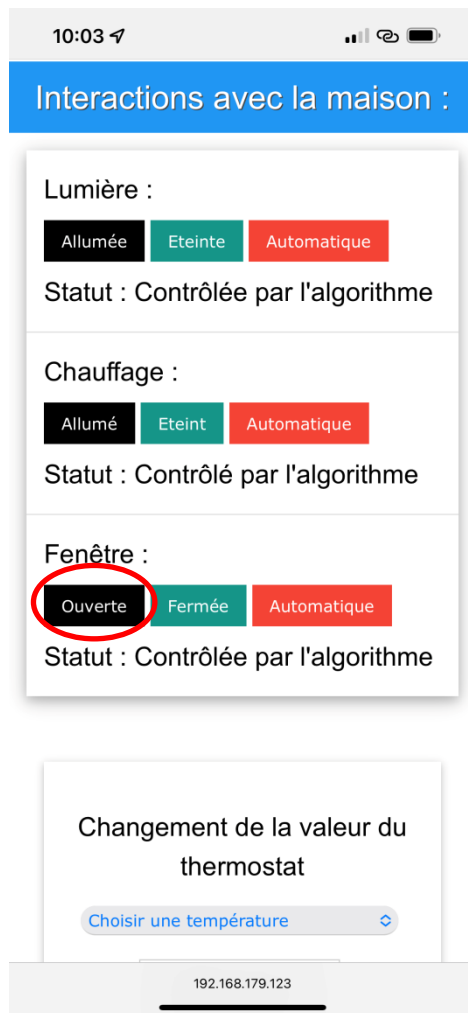 10:03
Interactions avec la maison :
Lumière :
Allumée Eteinte Automatique
Statut : Contrôlée par l'algorithme
Chauffage :
Allumé Eteint Automatique
Statut : Contrôlé par l'algorithme
Fenêtre :
Ouverte Fermée Automatique
Statut : Contrôlée par l'algorithme
Changement de la valeur du
thermostat
Choisir une température
192.168.179.123